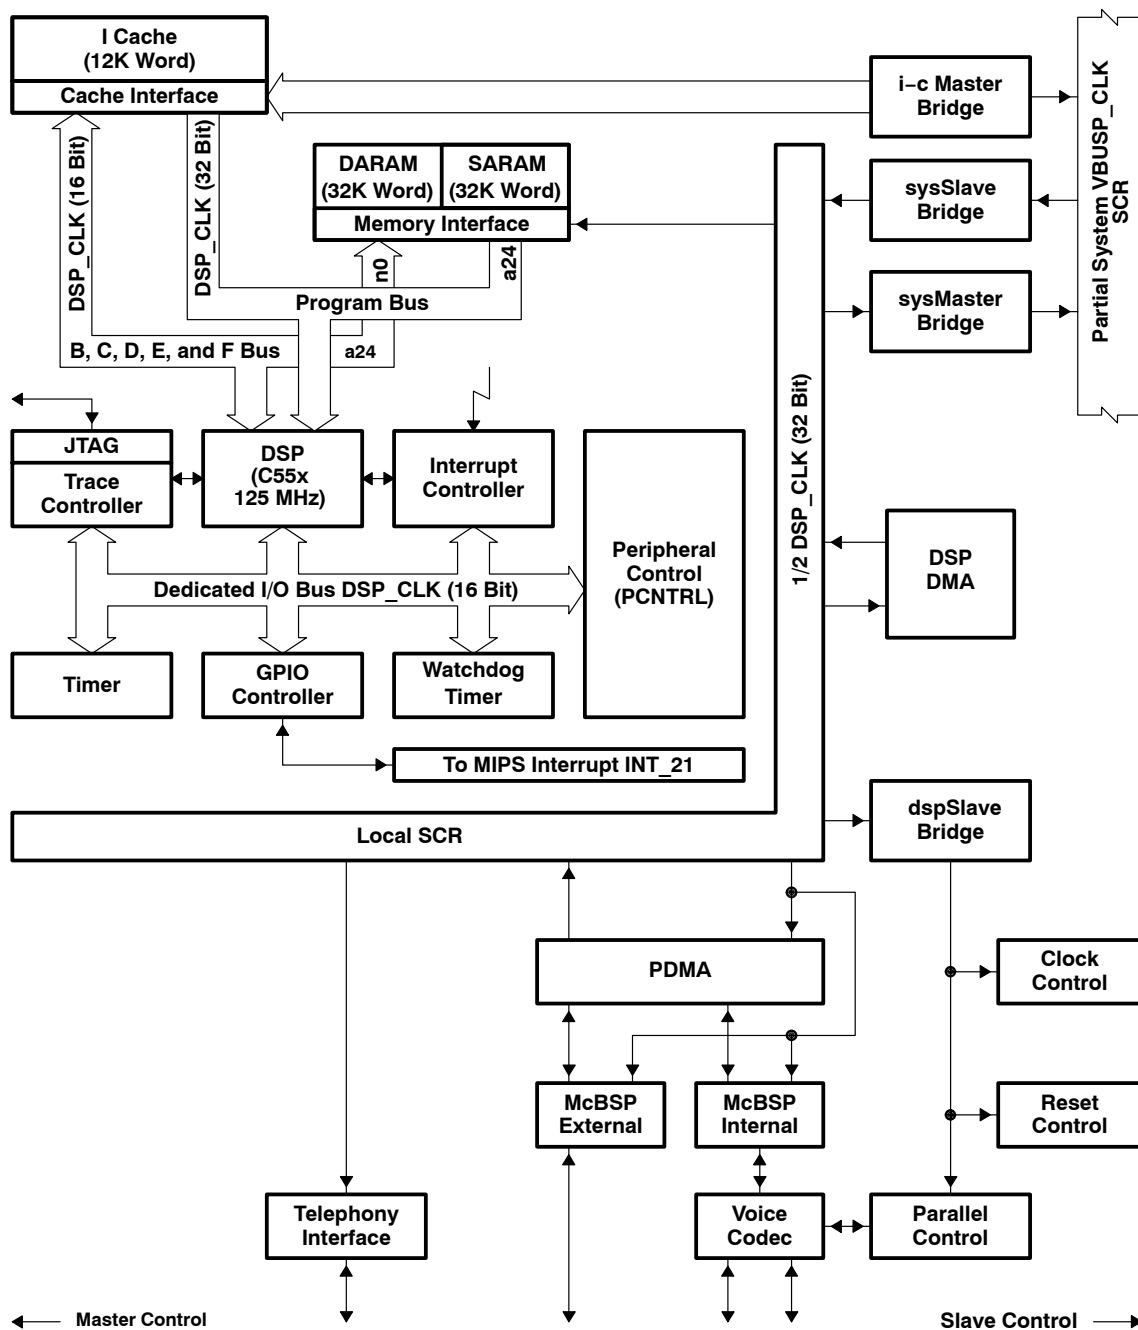 I Cache
(12K Word)
Cache Interface
i−c Master
Bridge
Partial System VBUSP_CLK
SCR
DSP_CLK (16 Bit)
DSP_CLK (32 Bit)
DARAM
(32K Word)
SARAM
(32K Word)
Memory Interface
sysSlave
Bridge
n0
a24
Program Bus
sysMaster
Bridge
B, C, D, E, and F Bus
a24
1/2 DSP_CLK (32 Bit)
JTAG
Trace
Controller
DSP
(C55x
125 MHz)
Interrupt
Controller
Peripheral
Control
(PCNTRL)
DSP
DMA
Dedicated I/O Bus DSP_CLK (16 Bit)
Timer
GPIO
Controller
Watchdog
Timer
To MIPS Interrupt INT_21
Local SCR
dspSlave
Bridge
PDMA
Clock
Control
McBSP
External
McBSP
Internal
Reset
Control
Telephony
Interface
Voice
Codec
Parallel
Control
Master Control
Slave Control